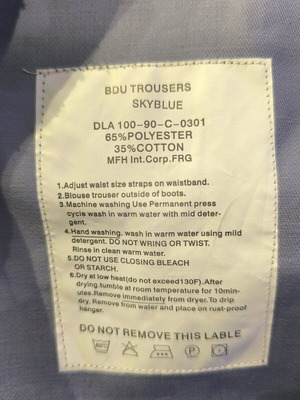 BDU TROUSERS
SKYBLUE
DLA 100-90-C-0301
65%POLYESTER
35%COTTON
MFH Int.Corp.FRG
1.Adjust waist size straps on waistband.
2.Blouse trouser outside of boots.
3.Machine washing Use Permanent press
cycle wash in warm water with mild deter-
gent.
4.Hand washing. wash in warm water using mild
detergent. DO NOT WRING OR TWIST.
Rinse in clean warm water.
5.DO NOT USE CLOSING BLEACH
OR STARCH.
6.Dry at low heat(do not exceed130F).After
drying.tumble at room temperature for 10min-
utes.Remove immediately from dryer.To drip
dry. Remove from water and place on rust-proof
hanger.
DO NOT REMOVE THIS LABLE